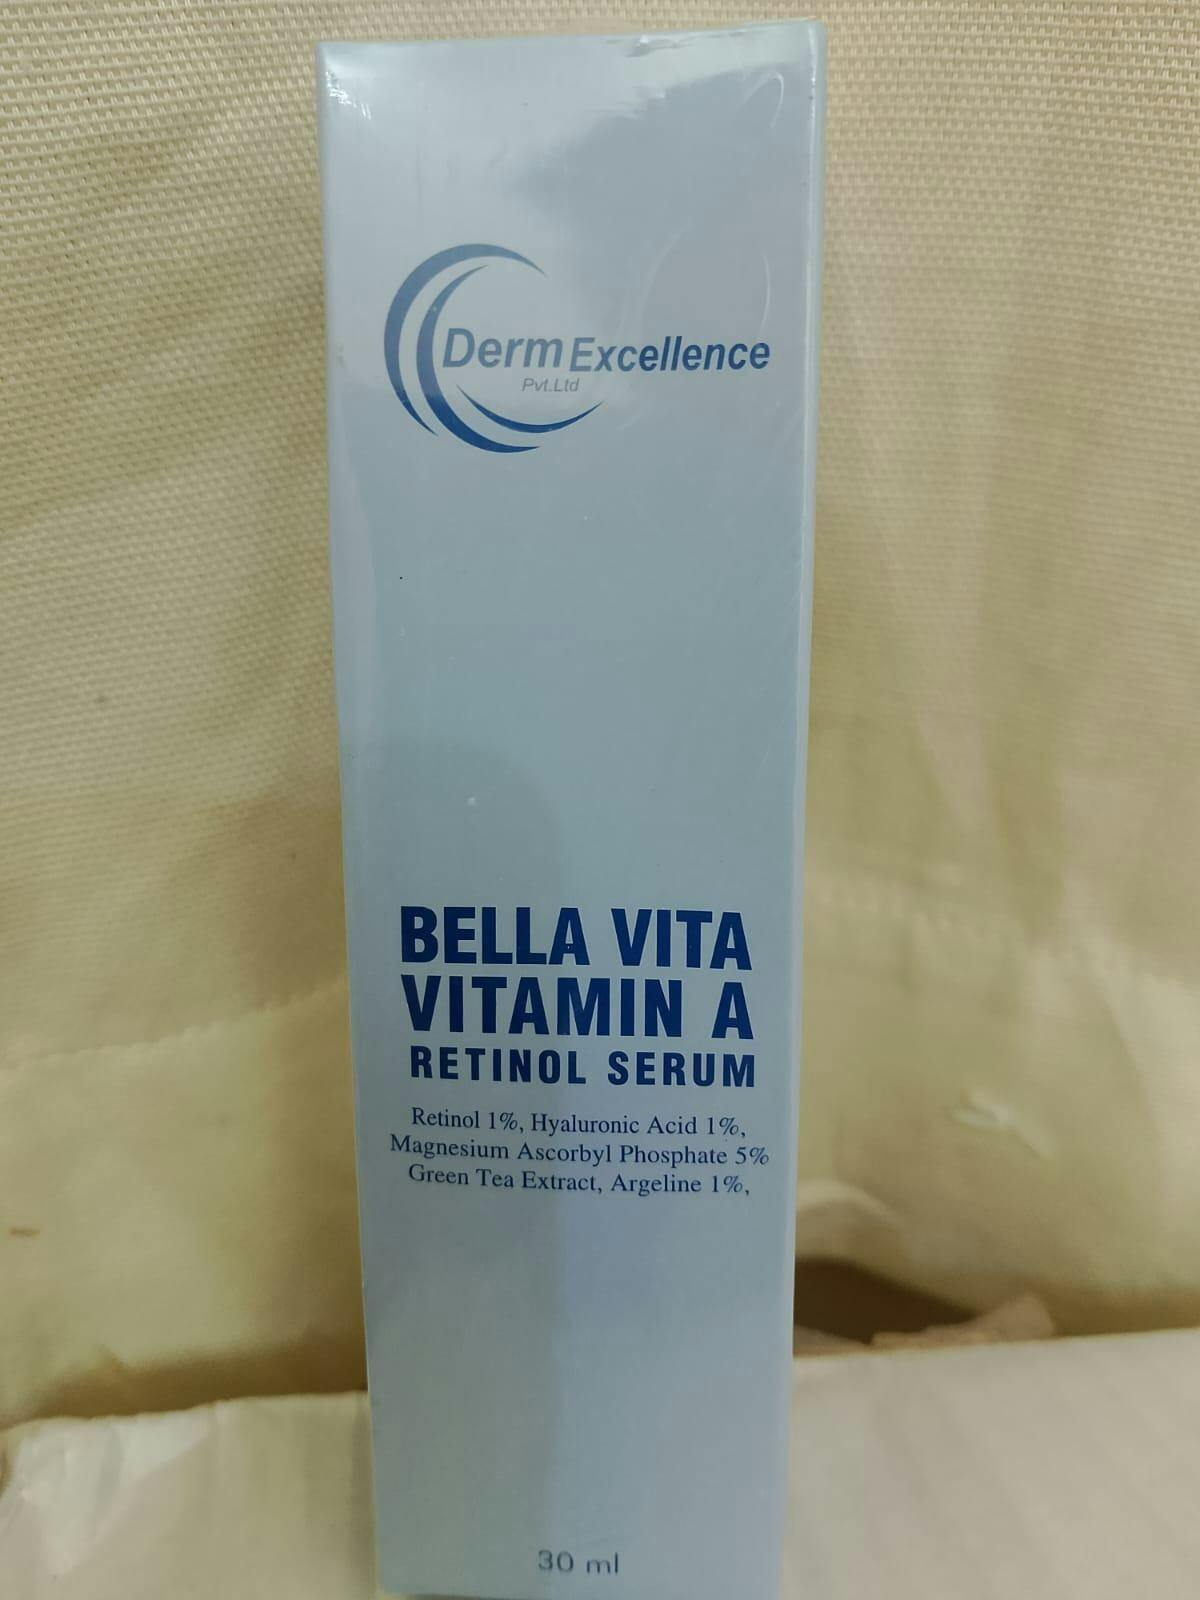 Derm Excellence
Pvt.Ltd
BELLA VITA
VITAMIN A
RETINOL SERUM
Retinol 1%, Hyaluronic Acid 1%,
Magnesium Ascorbyl Phosphate 5%
Green Tea Extract, Argeline 1%,
30 ml